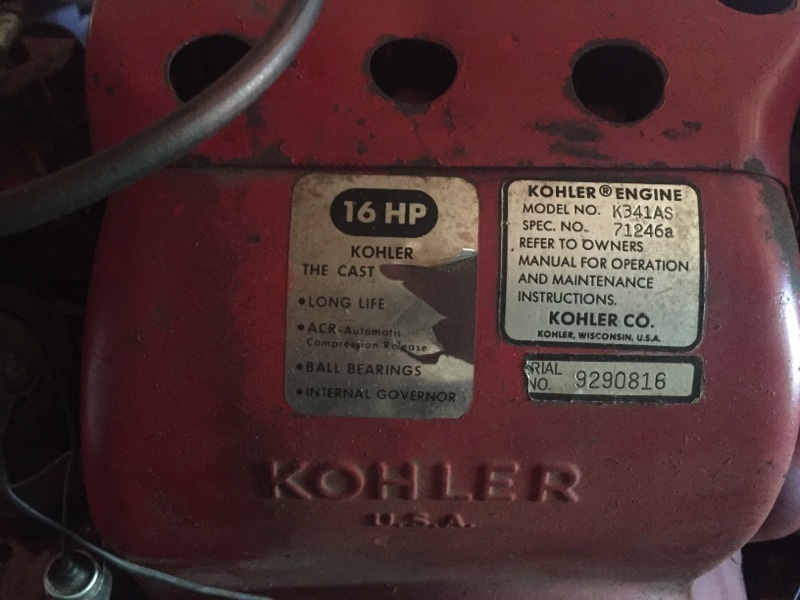 16 HP
KOHLER
THE CAST
•LONG LIFE
•ACR-Automatic
Compression Release
•BALL BEARINGS
•INTERNAL GOVERNOR
KOHLER® ENGINE
MODEL NO. K341AS
SPEC. NO. 71246a
REFER TO OWNERS
MANUAL FOR OPERATION
AND MAINTENANCE
INSTRUCTIONS.
KOHLER CO.
KOHLER, WISCONSIN, U.S.A.
RIAL
NO. 9290816
KOHLER
U.S.A.